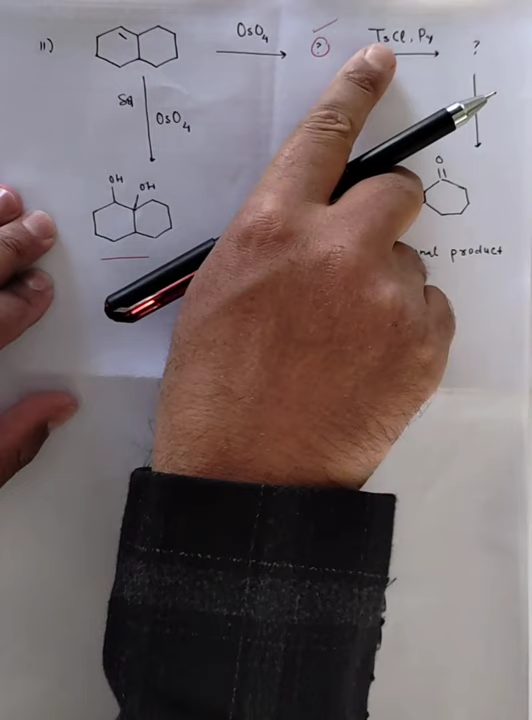 11) OsO4 ? TsCl, Py ?
OsO4
OH
OH
O
product